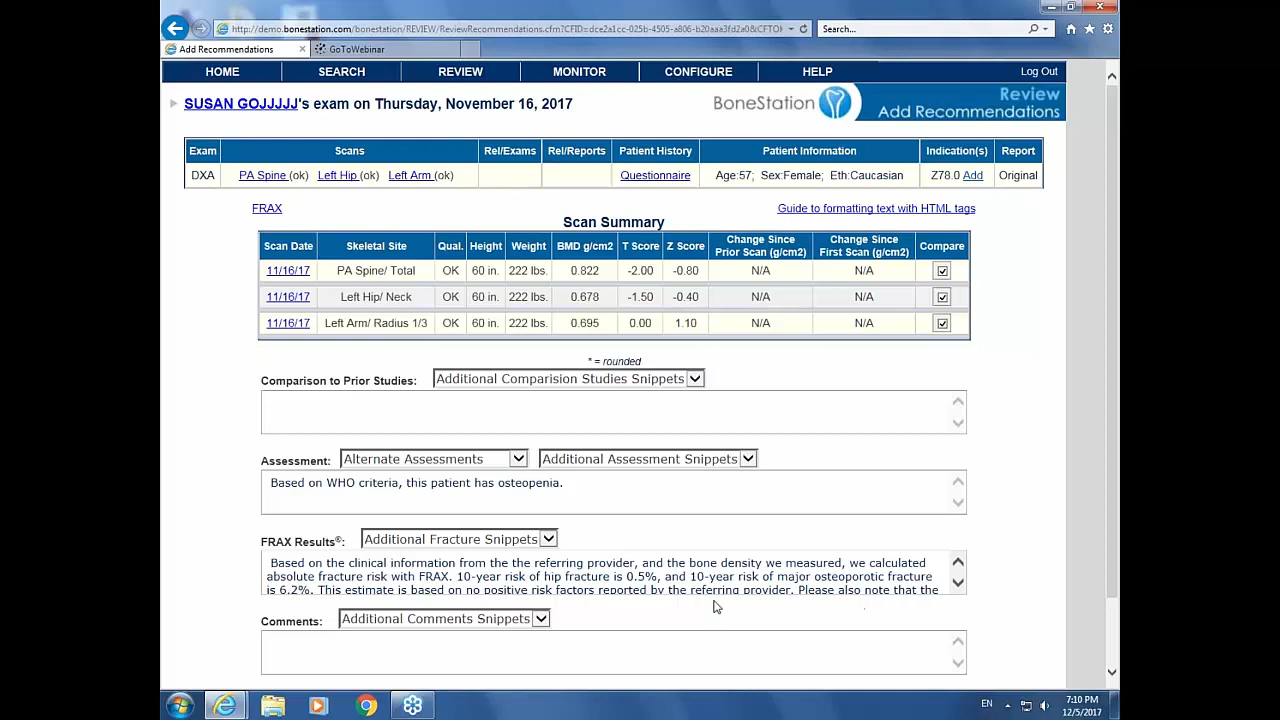 http://demo.bonestation.com/bonestation/REVIEW/ReviewRecommendations.cfm?CFID=dce2a1cc-025b-4505-a806-b20aaa3fd2a0&CFTO Search...
Add Recommendations GoToWebinar
HOME SEARCH REVIEW MONITOR CONFIGURE HELP Log Out
SUSAN GOJJJJJ's exam on Thursday, November 16, 2017
BoneStation
Review
Add Recommendations
Exam Scans Rel/Exams Rel/Reports Patient History Patient Information Indication(s) Report
DXA PA Spine (ok) Left Hip (ok) Left Arm (ok) Questionnaire Age:57; Sex:Female; Eth:Caucasian Z78.0 Add Original
FRAX Guide to formatting text with HTML tags
Scan Summary
Scan Date Skeletal Site Qual. Height Weight BMD g/cm2 T Score Z Score Change Since Prior Scan (g/cm2) Change Since First Scan (g/cm2) Compare
11/16/17 PA Spine/ Total OK 60 in. 222 lbs. 0.822 -2.00 -0.80 N/A N/A
11/16/17 Left Hip/ Neck OK 60 in. 222 lbs. 0.678 -1.50 -0.40 N/A N/A
11/16/17 Left Arm/ Radius 1/3 OK 60 in. 222 lbs. 0.695 0.00 1.10 N/A N/A
* = rounded
Comparison to Prior Studies: Additional Comparision Studies Snippets
Assessment: Alternate Assessments Additional Assessment Snippets
Based on WHO criteria, this patient has osteopenia.
FRAX Results®: Additional Fracture Snippets
Based on the clinical information from the the referring provider, and the bone density we measured, we calculated
absolute fracture risk with FRAX. 10-year risk of hip fracture is 0.5%, and 10-year risk of major osteoporotic fracture
is 6.2%. This estimate is based on no positive risk factors reported by the referring provider. Please also note that the
Comments: Additional Comments Snippets
EN 7:10 PM
12/5/2017